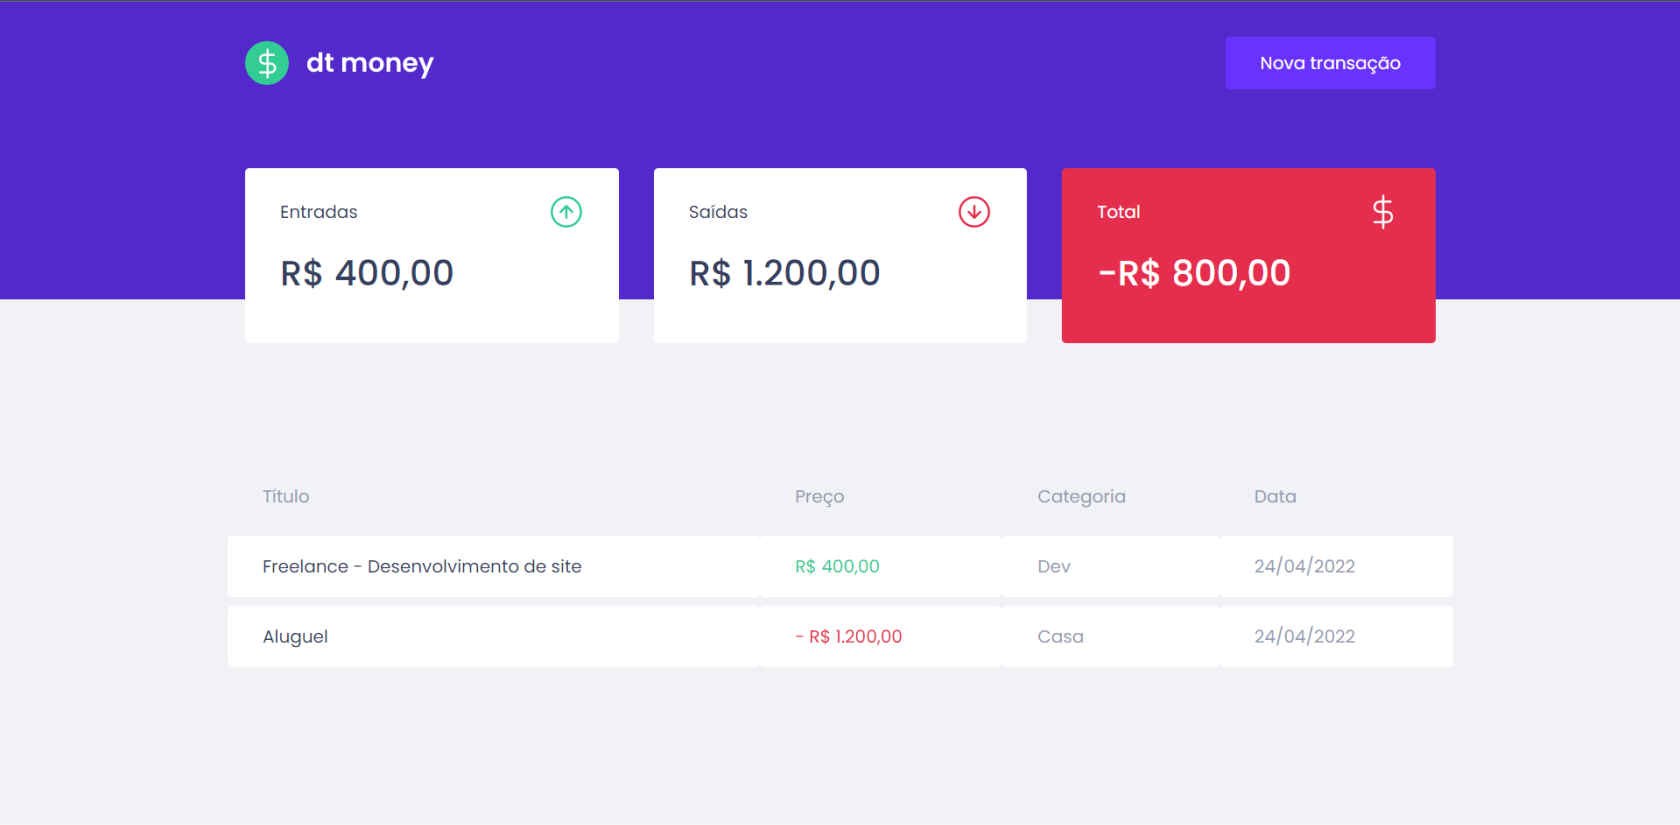 dt money
Nova transação
Entradas
R$ 400,00
Saídas
R$ 1.200,00
Total
$
-R$ 800,00
Título Preço Categoria Data
Freelance - Desenvolvimento de site R$ 400,00 Dev 24/04/2022
Aluguel - R$ 1.200,00 Casa 24/04/2022